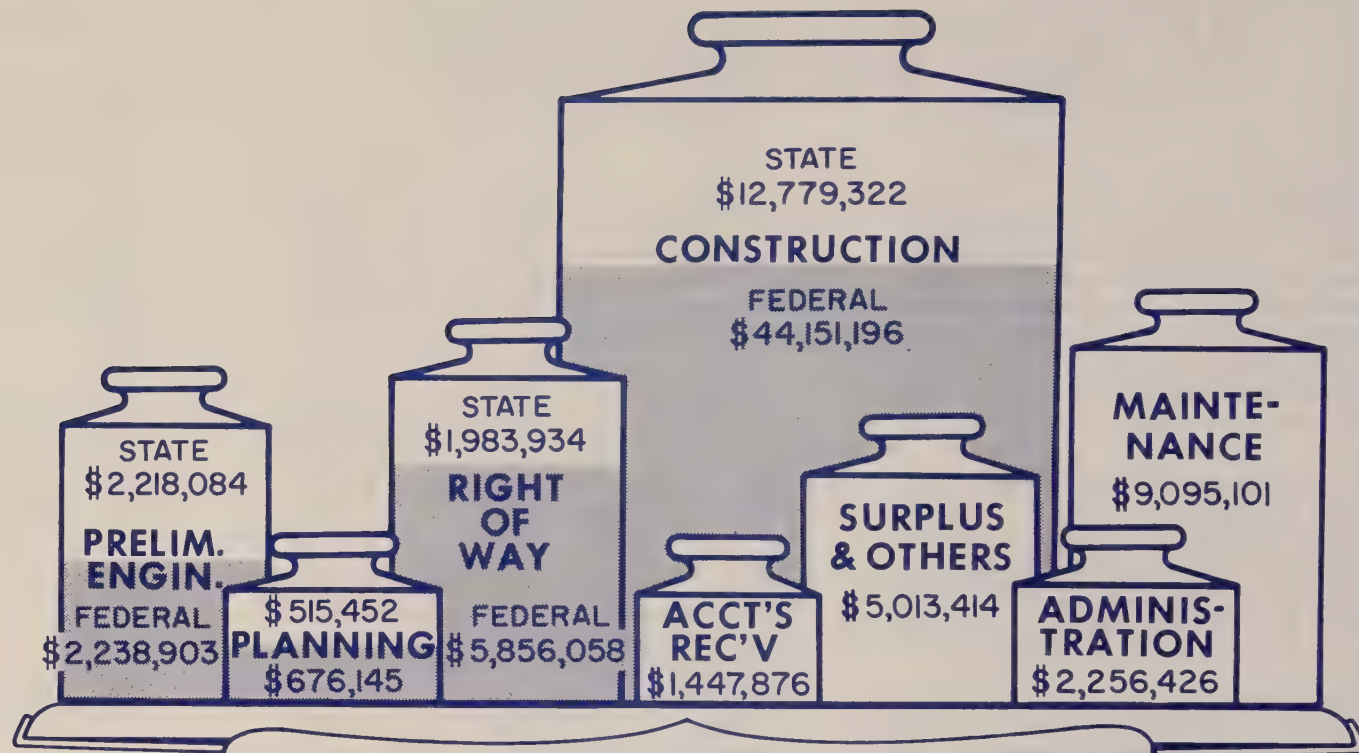 STATE
$12,779,322
CONSTRUCTION
FEDERAL
$44,151,196
STATE
$2,218,084
PRELIM.
ENGIN.
FEDERAL
$2,238,903
$515,452
PLANNING
$676,145
STATE
$1,983,934
RIGHT
OF
WAY
FEDERAL
$5,856,058
ACCT'S
REC'V
$1,447,876
SURPLUS
& OTHERS
$5,013,414
MAINTE-
NANCE
$9,095,101
ADMINIS-
TRATION
$2,256,426